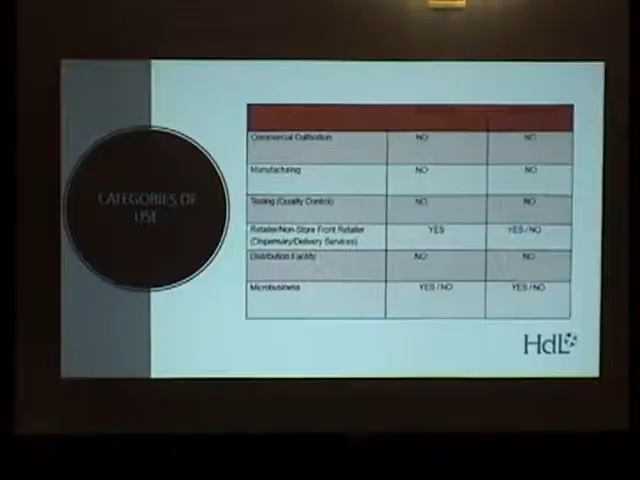 CATEGORIES OF
USE
Commercial Cultivation NO NO
Manufacturing NO NO
Testing (Quality Control) NO NO
Retailer/Non-Store Front Retailer YES YES / NO
(Dispensary/Delivery Services)
Distribution Facility NO NO
Microbusiness YES / NO YES / NO
HdL